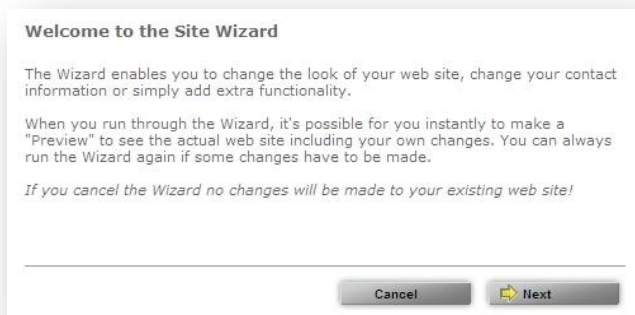 Welcome to the Site Wizard
The Wizard enables you to change the look of your web site, change your contact
information or simply add extra functionality.
When you run through the Wizard, it's possible for you instantly to make a
"Preview" to see the actual web site including your own changes. You can always
run the Wizard again if some changes have to be made.
If you cancel the Wizard no changes will be made to your existing web site!
Cancel
Next